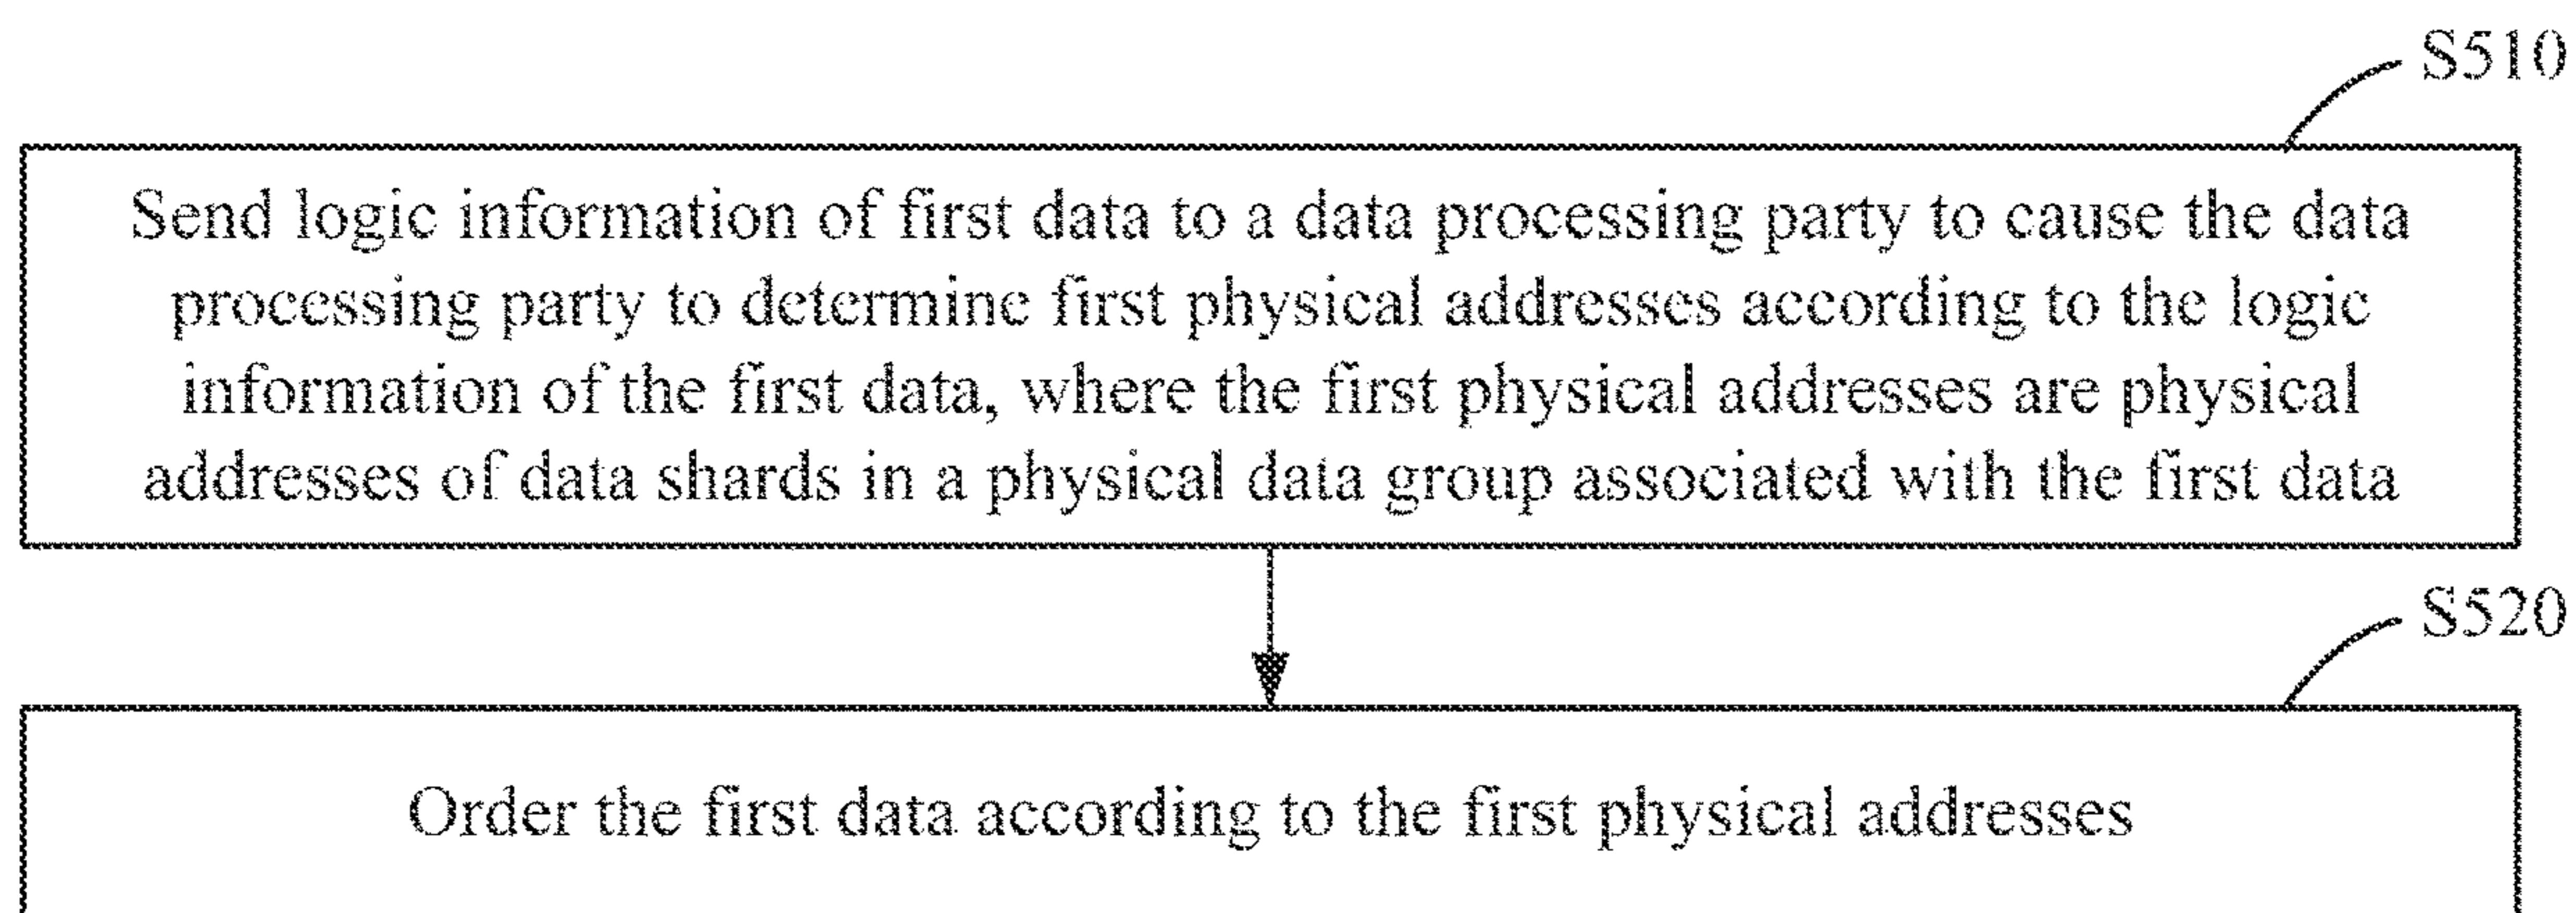 S510
Send logic information of first data to a data processing party to cause the data
processing party to determine first physical addresses according to the logic
information of the first data, where the first physical addresses are physical
addresses of data shards in a physical data group associated with the first data
S520
Order the first data according to the first physical addresses